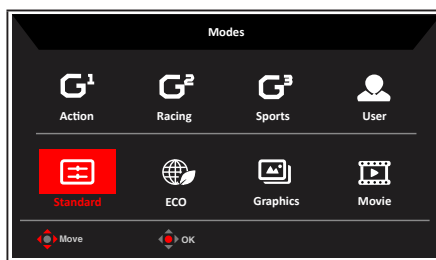 Modes
G¹ G² G³
Action Racing Sports User
Standard ECO Graphics Movie
Move OK